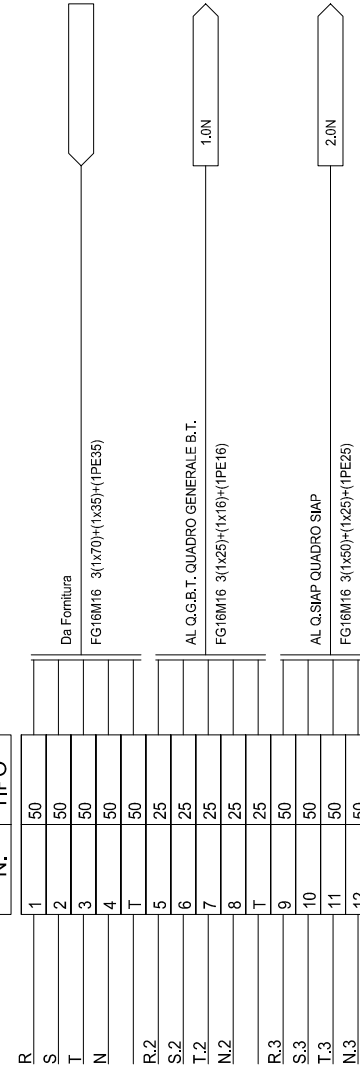 N. TIPO
R 1 50
S 2 50
T 3 50
N 4 50
T 50
Da Fornitura
FG16M16 3(1x70)+(1x35)+(1PE35)
R.2 5 25
S.2 6 25
T.2 7 25
N.2 8 25
T 25
AL Q.G.B.T. QUADRO GENERALE B.T.
FG16M16 3(1x25)+(1x16)+(1PE16)
1.0N
R.3 9 50
S.3 10 50
T.3 11 50
N.3 12 50
AL Q.SIAP QUADRO SIAP
FG16M16 3(1x50)+(1x25)+(1PE25)
2.0N